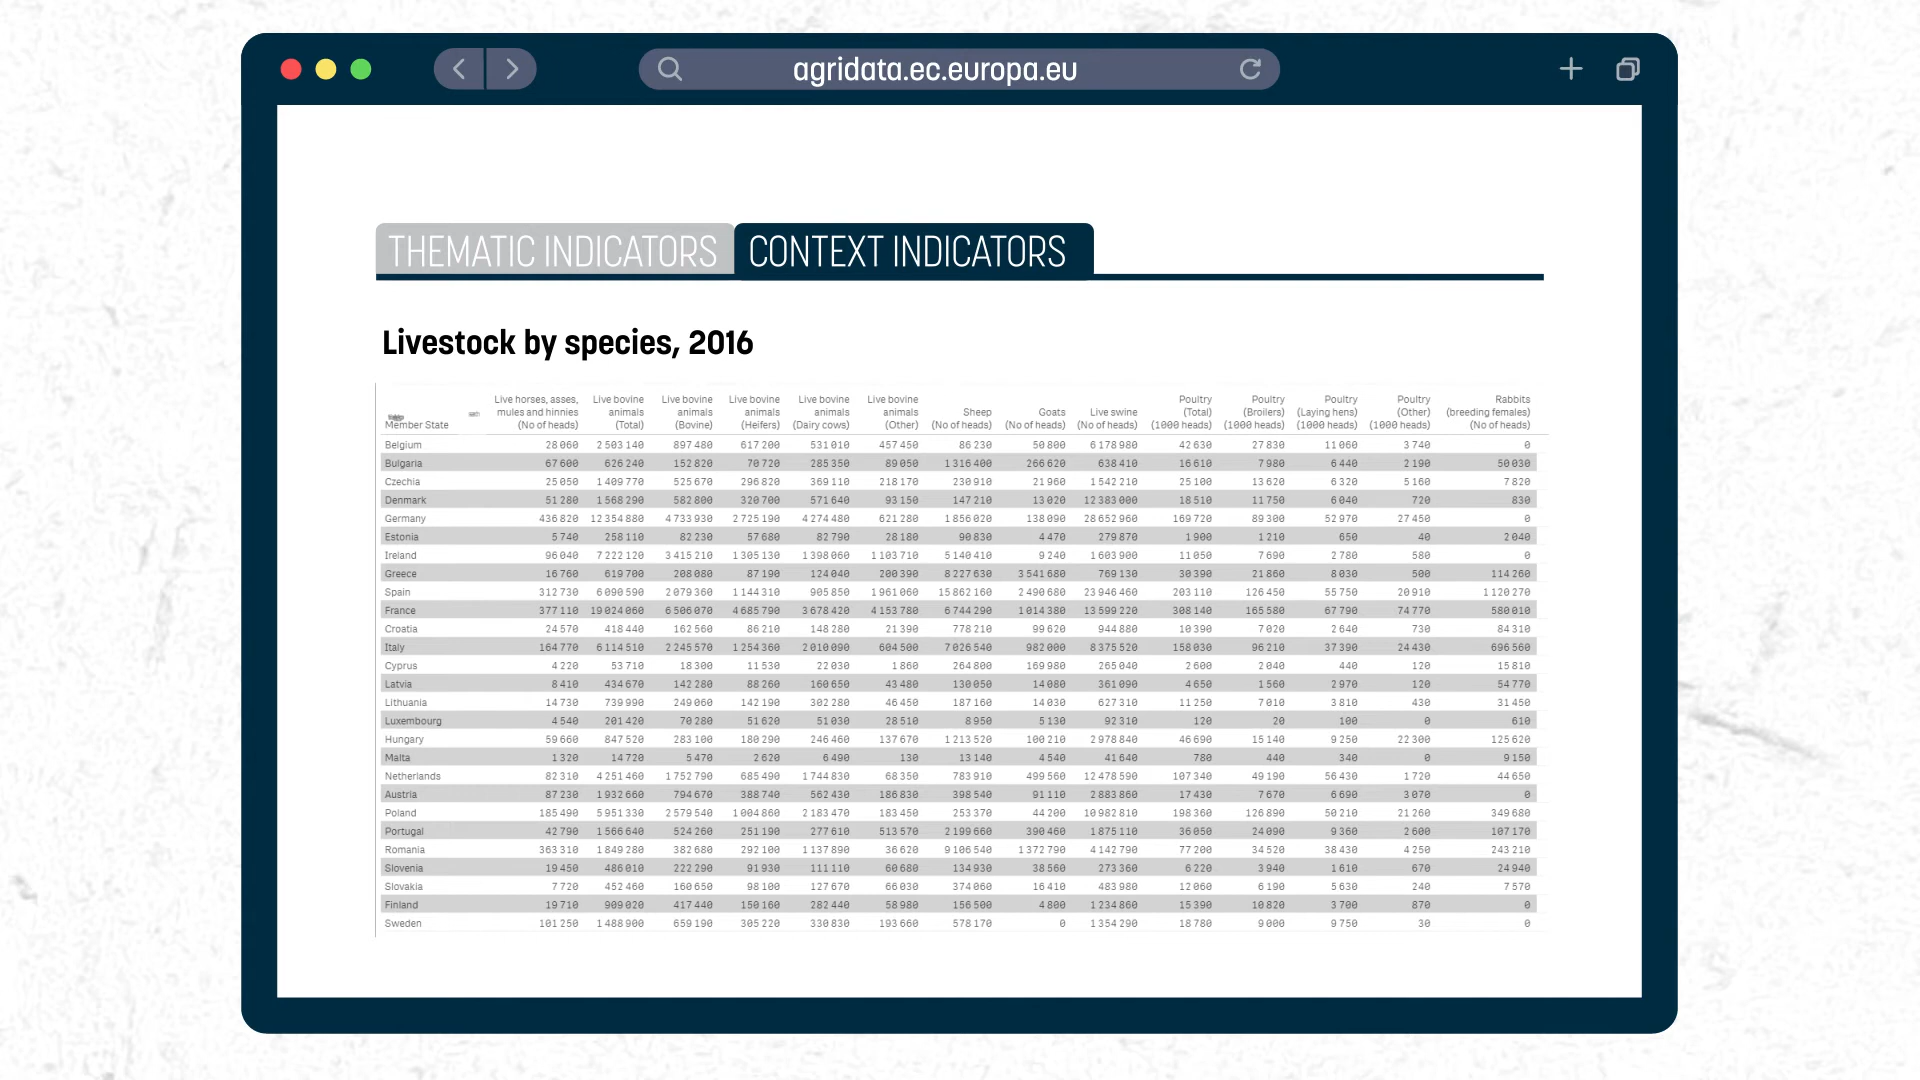 agridata.ec.europa.eu
THEMATIC INDICATORS CONTEXT INDICATORS
Livestock by species, 2016
Member State Live horses, asses, mules and hinnies (No of heads) Live bovine animals (Total) Live bovine animals (Bovine) Live bovine animals (Heifers) Live bovine animals (Dairy cows) Live bovine animals (Other) Sheep (No of heads) Goats (No of heads) Live swine (No of heads) Poultry (Total) (1000 heads) Poultry (Broilers) (1000 heads) Poultry (Laying hens) (1000 heads) Poultry (Other) (1000 heads) Rabbits (breeding females) (No of heads)
Belgium 28 060 2 503 140 897 480 617 200 531 010 457 450 86 230 50 800 6 178 980 42 630 27 830 11 060 3 740 0
Bulgaria 67 600 626 240 152 820 70 720 285 350 89 050 1 316 400 266 620 638 410 16 610 7 980 6 440 2 190 50 030
Czechia 25 050 1 409 770 525 670 296 820 369 110 218 170 230 910 21 960 1 542 210 25 100 13 620 6 320 5 160 7 820
Denmark 51 280 1 568 290 582 800 320 700 571 640 93 150 147 210 13 020 12 383 000 18 510 11 750 6 040 720 830
Germany 436 820 12 354 880 4 733 930 2 725 190 4 274 480 621 280 1 856 020 138 090 28 652 960 169 720 89 300 52 970 27 450 0
Estonia 5 740 258 110 82 230 57 680 82 790 28 180 90 830 4 470 279 870 1 900 1 210 650 40 2 040
Ireland 96 040 7 222 120 3 415 210 1 305 130 1 398 060 1 103 710 5 140 410 9 240 1 603 900 11 050 7 690 2 780 580 0
Greece 16 760 619 700 208 080 87 190 124 040 200 390 8 227 630 3 541 680 769 130 30 390 21 860 8 030 500 114 260
Spain 312 730 6 090 590 2 079 360 1 144 310 905 850 1 961 060 15 862 160 2 490 680 23 946 460 203 110 126 450 55 750 20 910 1 120 270
France 377 110 19 024 060 6 506 070 4 685 790 3 678 420 4 153 780 6 744 290 1 014 380 13 599 220 308 140 165 580 67 790 74 770 580 010
Croatia 24 570 418 440 162 560 86 210 148 280 21 390 778 210 99 620 944 880 10 390 7 020 2 640 730 84 310
Italy 164 770 6 114 510 2 245 570 1 254 360 2 010 090 604 500 7 026 540 982 000 8 375 520 158 030 96 210 37 390 24 430 696 560
Cyprus 4 220 53 710 18 300 11 530 22 030 1 860 264 800 169 980 265 040 2 600 2 040 440 120 15 810
Latvia 8 410 434 670 142 280 88 260 160 650 43 480 130 050 14 080 361 090 4 650 1 560 2 970 120 54 770
Lithuania 14 730 739 990 249 060 142 190 302 280 46 450 187 160 14 030 627 310 11 250 7 010 3 810 430 31 450
Luxembourg 4 540 201 420 70 280 51 620 51 030 28 510 8 950 5 130 92 310 120 20 100 0 610
Hungary 59 660 847 520 283 100 180 290 246 460 137 670 1 213 520 100 210 2 978 840 46 690 15 140 9 250 22 300 125 620
Malta 1 320 14 720 5 470 2 620 6 490 130 13 140 4 540 41 640 780 440 340 0 9 150
Netherlands 82 310 4 251 460 1 752 790 685 490 1 744 830 68 350 783 910 499 560 12 478 590 107 340 49 190 56 430 1 720 44 650
Austria 87 230 1 932 660 794 670 388 740 562 430 186 830 398 540 91 110 2 883 860 17 430 7 670 6 690 3 070 0
Poland 185 490 5 951 330 2 579 540 1 004 860 2 183 470 183 450 253 370 44 200 10 982 810 198 360 126 890 50 210 21 260 349 680
Portugal 42 790 1 566 640 524 260 251 190 277 610 513 570 2 199 660 390 460 1 875 110 36 050 24 090 9 360 2 600 107 170
Romania 363 310 1 849 280 382 680 292 100 1 137 890 36 620 9 106 540 1 372 790 4 142 790 77 200 34 520 38 430 4 250 243 210
Slovenia 19 450 486 010 222 290 91 930 111 110 60 680 134 930 38 560 273 360 6 220 3 940 1 610 670 24 940
Slovakia 7 720 452 460 160 650 98 100 127 670 66 030 374 060 16 410 483 980 12 060 6 190 5 630 240 7 570
Finland 19 710 909 020 417 440 150 160 282 440 58 980 156 500 4 800 1 234 860 15 390 10 820 3 700 870 0
Sweden 101 250 1 488 900 659 190 305 220 330 830 193 660 578 170 0 1 354 290 18 780 9 000 9 750 30 0